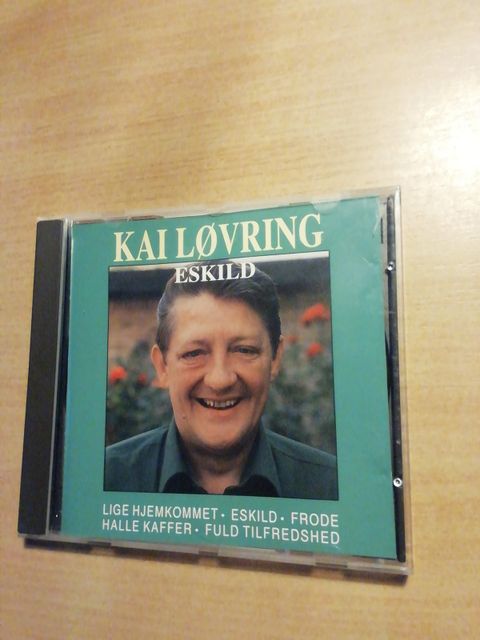 KAI LØVRING
ESKILD
LIGE HJEMKOMMET • ESKILD • FRODE
HALLE KAFFER • FULD TILFREDSHED